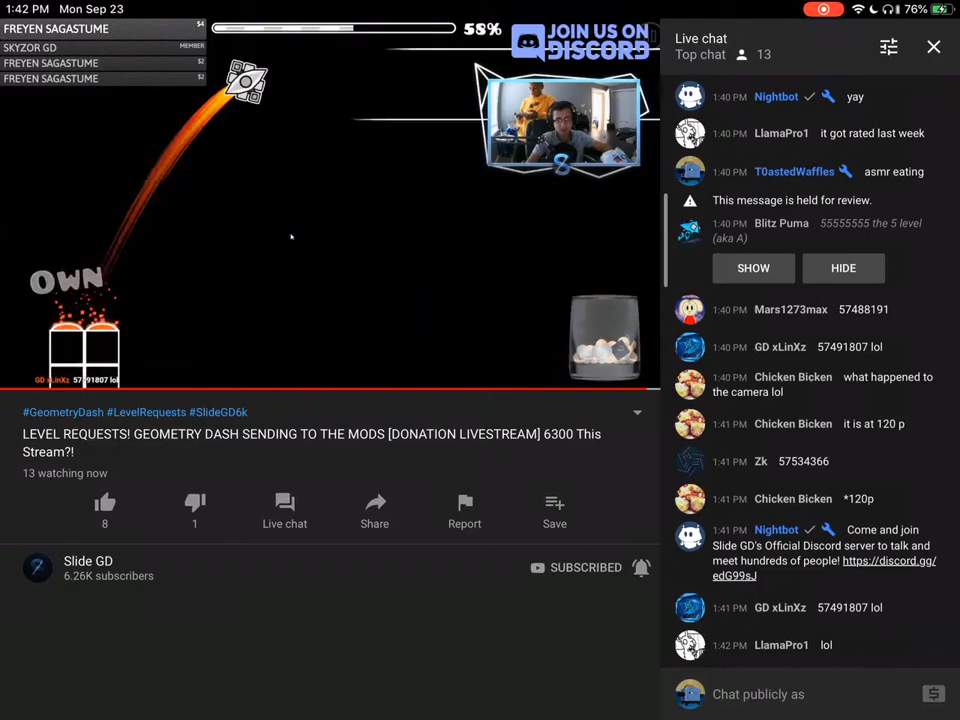 1:42 PM Mon Sep 23
76%
FREYEN SAGASTUME $4
SKYZOR GD MEMBER
FREYEN SAGASTUME $2
FREYEN SAGASTUME $2
58%
JOIN US ON
DISCORD
OWN
GD xLinXz 57491807 lol
#GeometryDash #LevelRequests #SlideGD6k
LEVEL REQUESTS! GEOMETRY DASH SENDING TO THE MODS [DONATION LIVESTREAM] 6300 This
Stream?!
13 watching now
8
1
Live chat
Share
Report
Save
Slide GD
6.26K subscribers
SUBSCRIBED
Live chat
Top chat 13
1:40 PM Nightbot yay
1:40 PM LlamaPro1 it got rated last week
1:40 PM T0astedWaffles asmr eating
This message is held for review.
1:40 PM Blitz Puma 55555555 the 5 level
(aka A)
SHOW
HIDE
1:40 PM Mars1273max 57488191
1:40 PM GD xLinXz 57491807 lol
1:40 PM Chicken Bicken what happened to
the camera lol
1:41 PM Chicken Bicken it is at 120 p
1:41 PM Zk 57534366
1:41 PM Chicken Bicken *120p
1:41 PM Nightbot Come and join
Slide GD's Official Discord server to talk and
meet hundreds of people! https://discord.gg/
edG99sJ
1:41 PM GD xLinXz 57491807 lol
1:42 PM LlamaPro1 lol
Chat publicly as